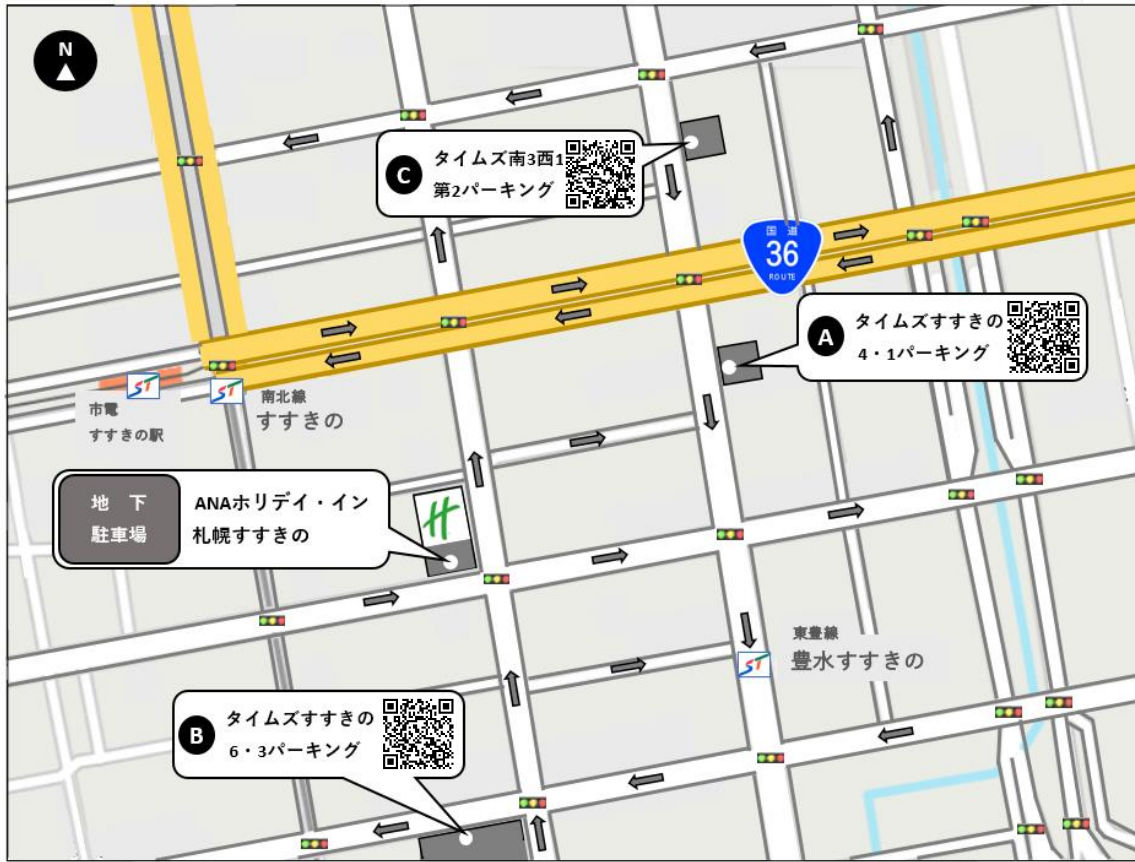 N
C
タイムズ南3西1
第2パーキング
国道
36
ROUTE
A
タイムズすすきの
4・1パーキング
ST
市電
すすきの駅
ST
南北線
すすきの
地下
駐車場
ANAホリデイ・イン
札幌すすきの
H
東豊線
豊水すすきの
ST
B
タイムズすすきの
6・3パーキング